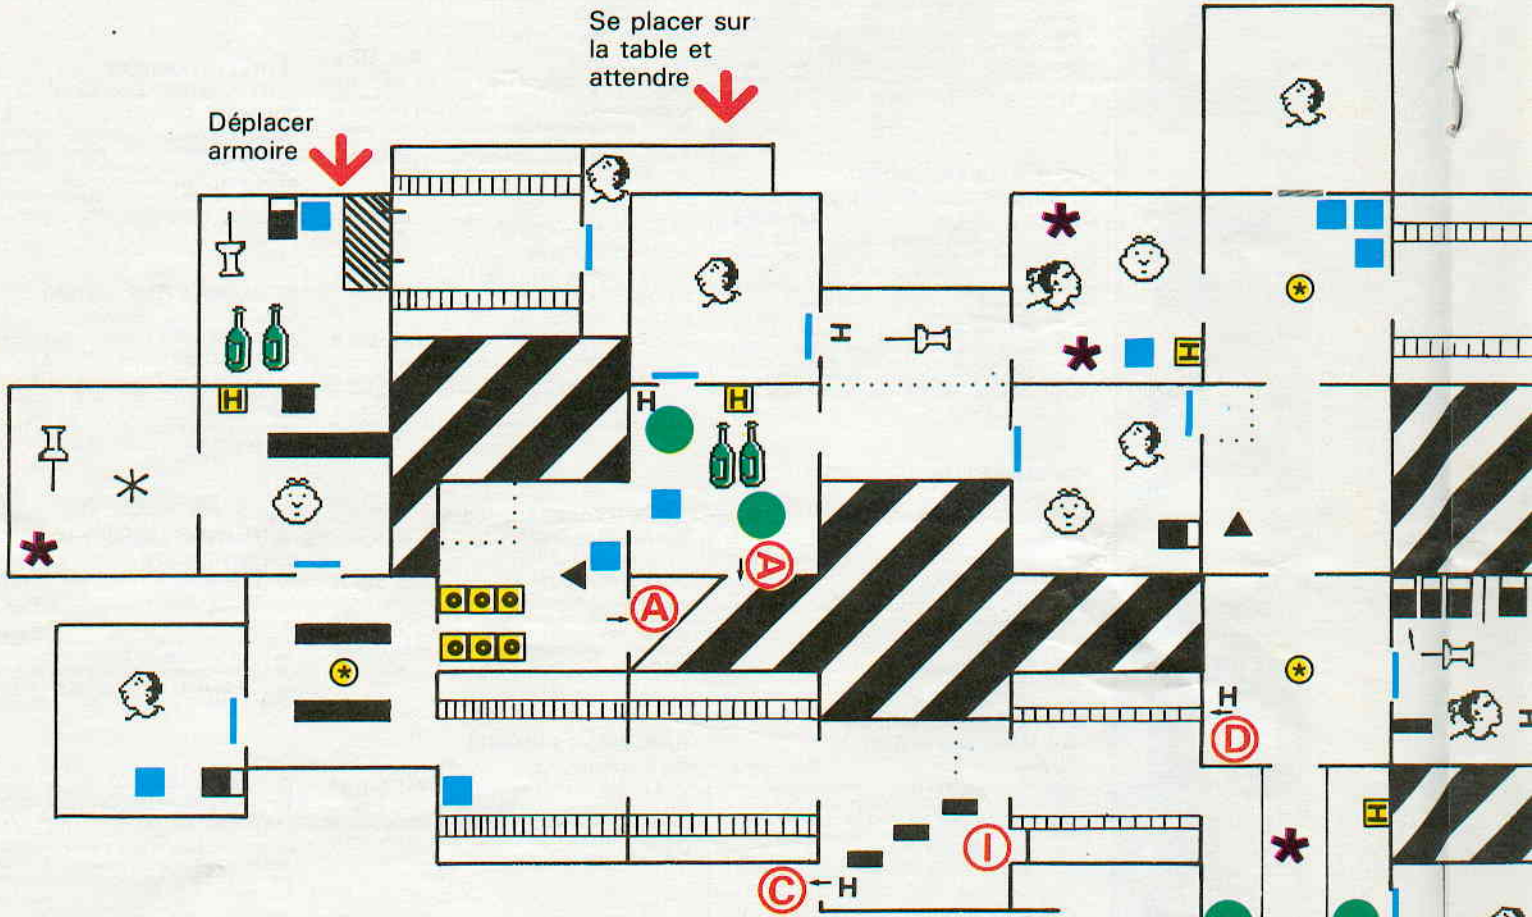 Se placer sur
la table et
attendre
Déplacer
armoire
H
H
H
H
H
A
A
H
D
H
H
I
C
H